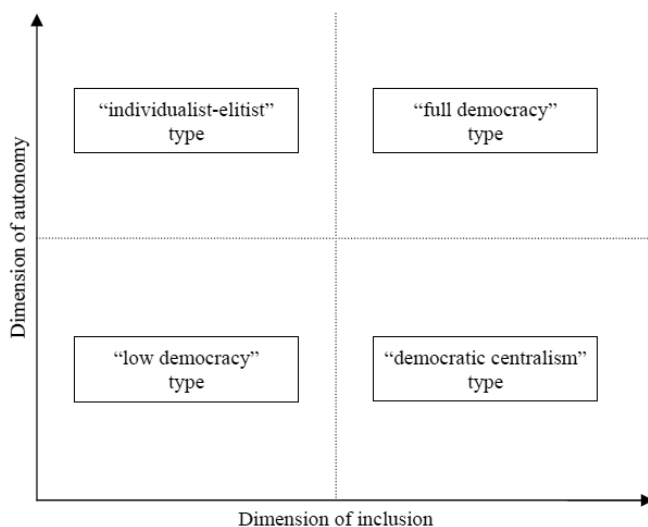 “individualist-elitist”
type
“full democracy”
type
Dimension of autonomy
“low democracy”
type
“democratic centralism”
type
Dimension of inclusion